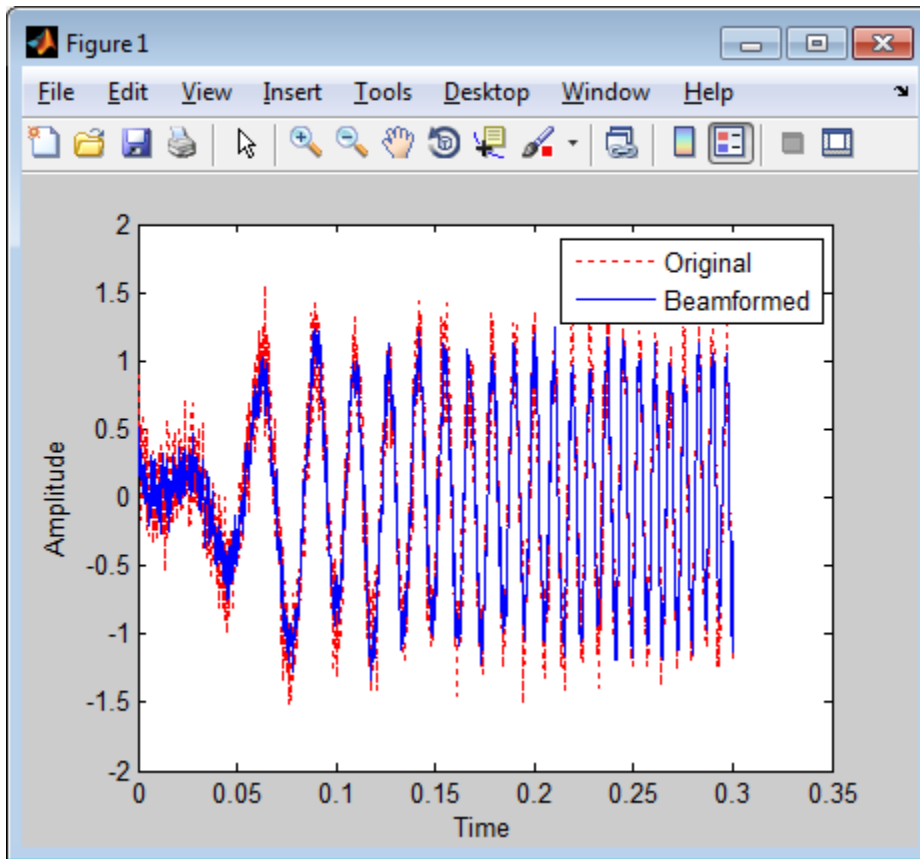 Figure 1
File Edit View Insert Tools Desktop Window Help
Original
Beamformed
2
1.5
1
0.5
0
-0.5
-1
-1.5
-2
Amplitude
0 0.05 0.1 0.15 0.2 0.25 0.3 0.35
Time